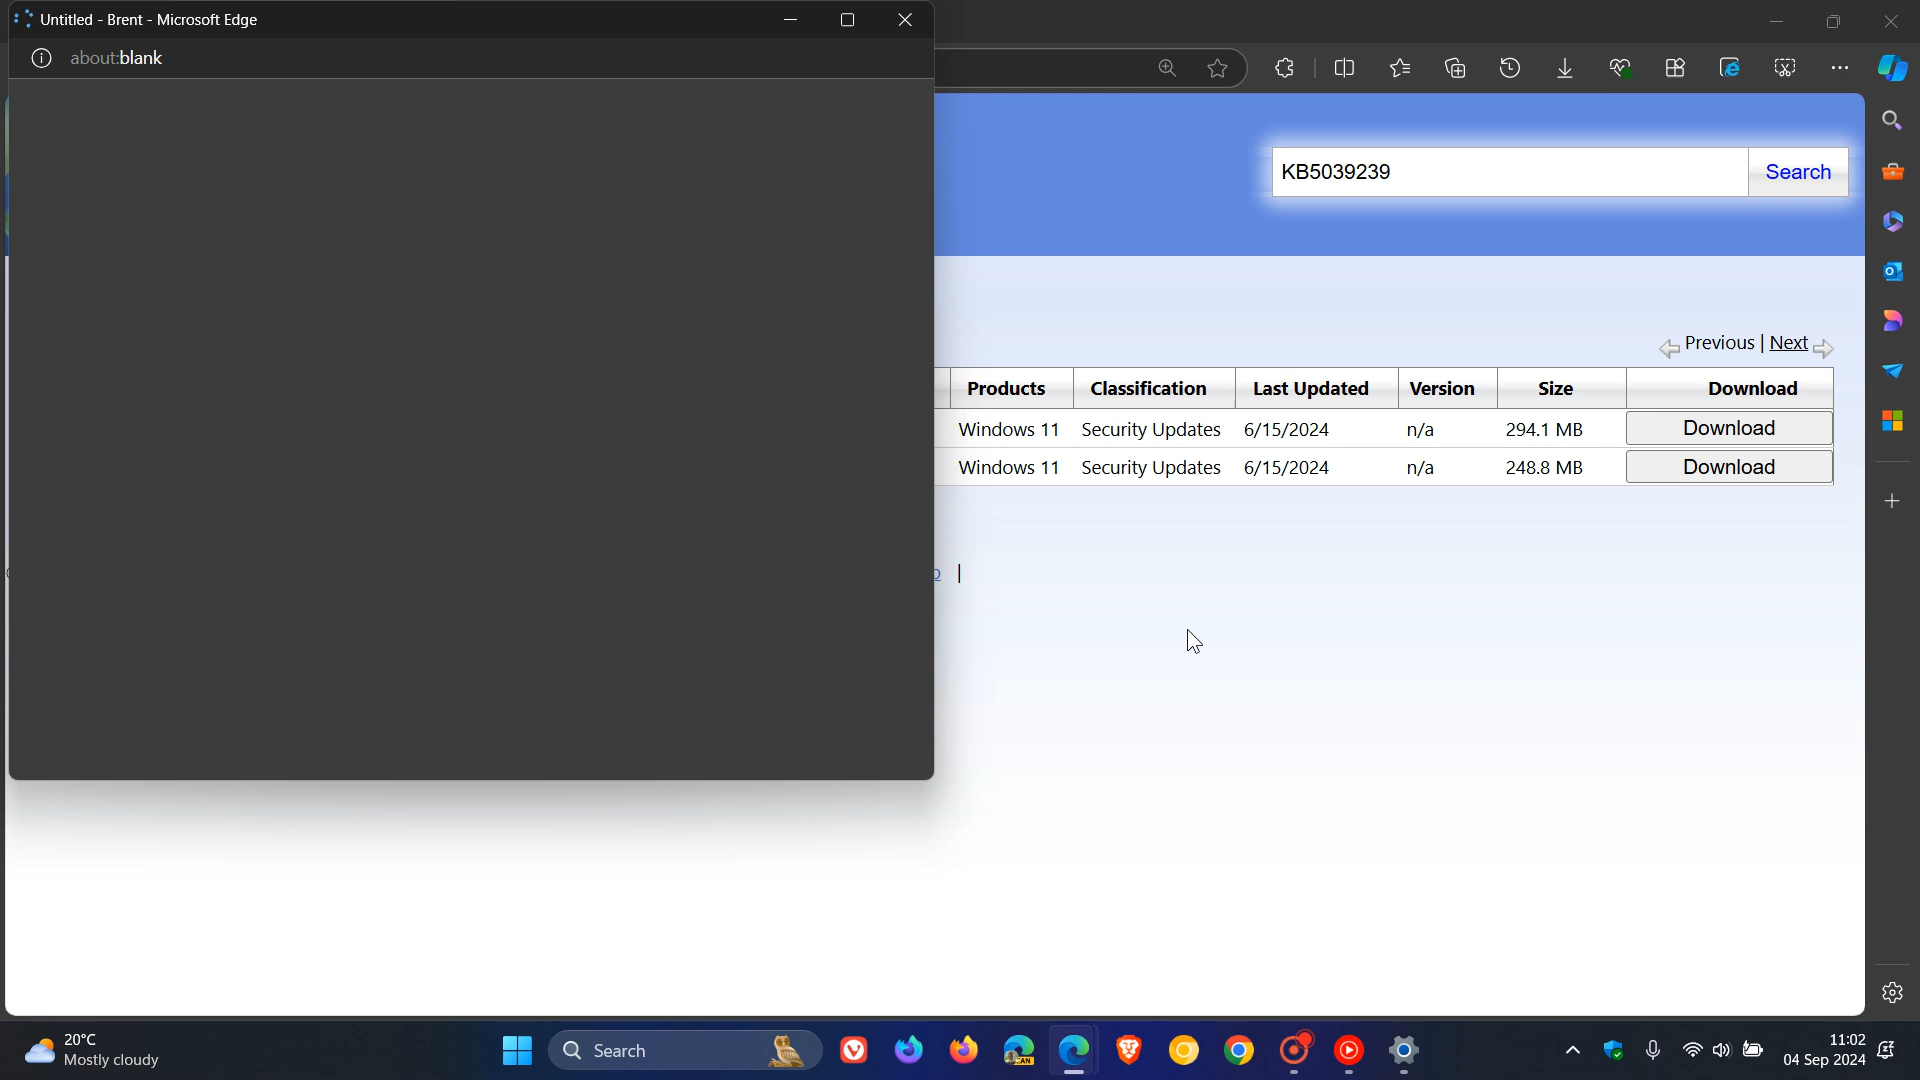 Untitled - Brent - Microsoft Edge
about:blank
KB5039239 Search
Previous | Next
Products Classification Last Updated Version Size Download
Windows 11 Security Updates 6/15/2024 n/a 294.1 MB Download
Windows 11 Security Updates 6/15/2024 n/a 248.8 MB Download
|
20°C
Mostly cloudy
Search
CAN
11:02
04 Sep 2024